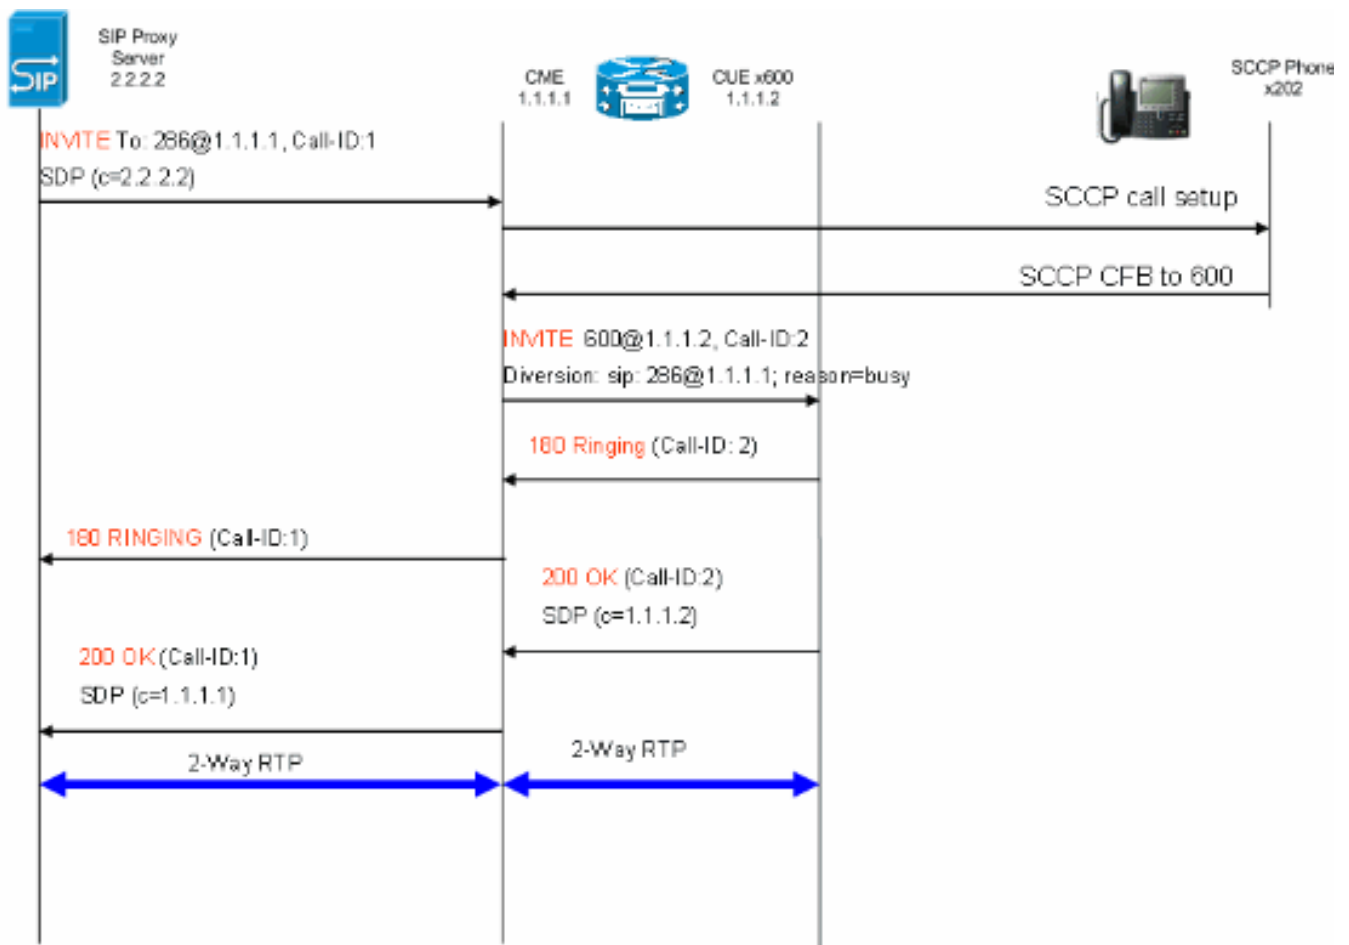 SIP Proxy
Server
2.2.2.2
SIP
CME
1.1.1.1
CUE x600
1.1.1.2
SCCP Phone
x202
INVITE To: 286@1.1.1.1, Call-ID:1
SDP (c=2.2.2.2)
SCCP call setup
SCCP CFB to 600
INVITE 600@1.1.1.2, Call-ID:2
Diversion: sip: 286@1.1.1.1; reason=busy
180 Ringing (Call-ID: 2)
180 RINGING (Call-ID:1)
200 OK (Call-ID:2)
SDP (c=1.1.1.2)
200 OK (Call-ID:1)
SDP (c=1.1.1.1)
2-Way RTP
2-Way RTP